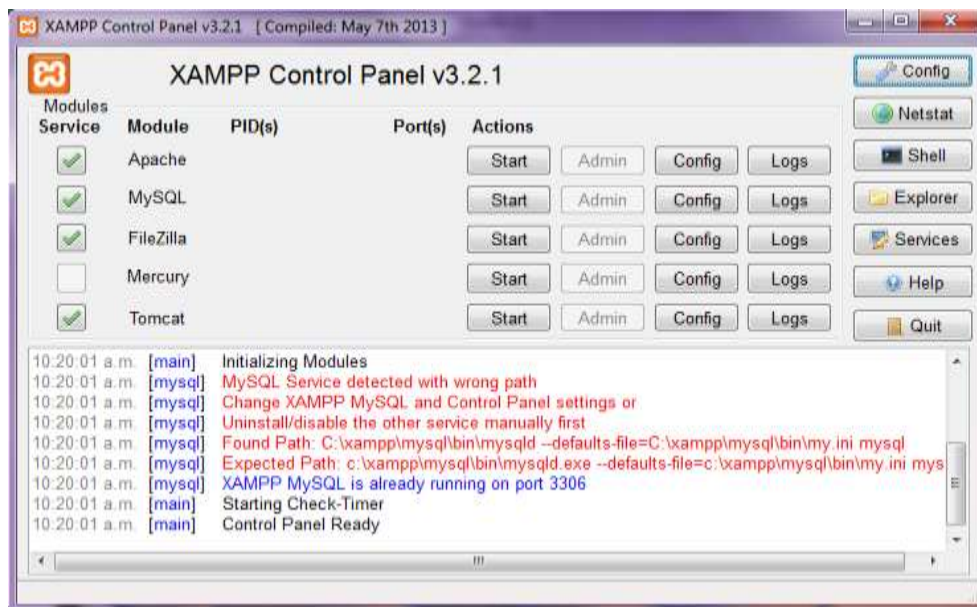 XAMPP Control Panel v3.2.1 [ Compiled: May 7th 2013 ]
XAMPP Control Panel v3.2.1
Config
Modules
Service Module PID(s) Port(s) Actions
Netstat
Apache Start Admin Config Logs
Shell
MySQL Start Admin Config Logs
Explorer
FileZilla Start Admin Config Logs
Services
Mercury Start Admin Config Logs
Help
Tomcat Start Admin Config Logs
Quit
10:20:01 a.m. [main] Initializing Modules
10:20:01 a.m. [mysql] MySQL Service detected with wrong path
10:20:01 a.m. [mysql] Change XAMPP MySQL and Control Panel settings or
10:20:01 a.m. [mysql] Uninstall/disable the other service manually first
10:20:01 a.m. [mysql] Found Path: C:\xampp\mysql\bin\mysqld --defaults-file=C:\xampp\mysql\bin\my.ini mysql
10:20:01 a.m. [mysql] Expected Path: c:\xampp\mysql\bin\mysqld.exe --defaults-file=c:\xampp\mysql\bin\my.ini mys
10:20:01 a.m. [mysql] XAMPP MySQL is already running on port 3306
10:20:01 a.m. [main] Starting Check-Timer
10:20:01 a.m. [main] Control Panel Ready